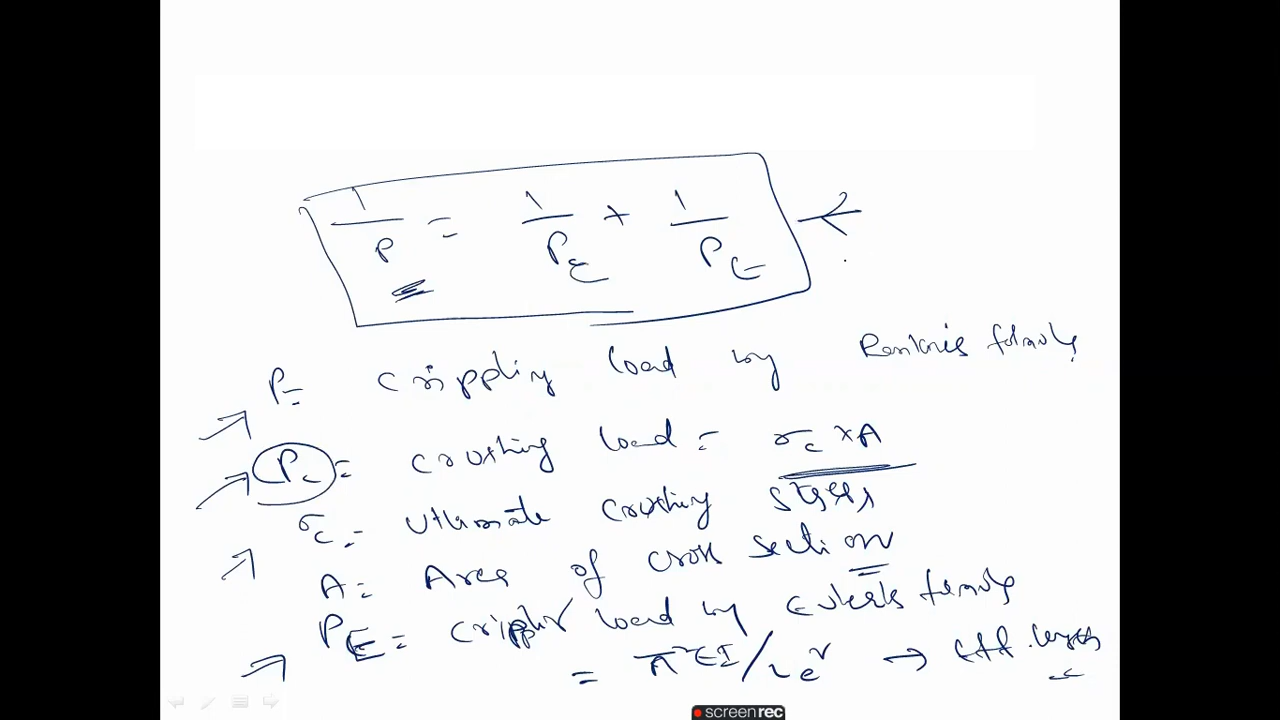 1/P = 1/PE + 1/PE
P = Crippling load by Rankine's formula
Pc = Crushing load = σc × A
σc = Ultimate Crushing stress
A = Area of cross section
PE = Crippling load by Euler's formula
= π²EI/Le² → Eff. length
screenrec